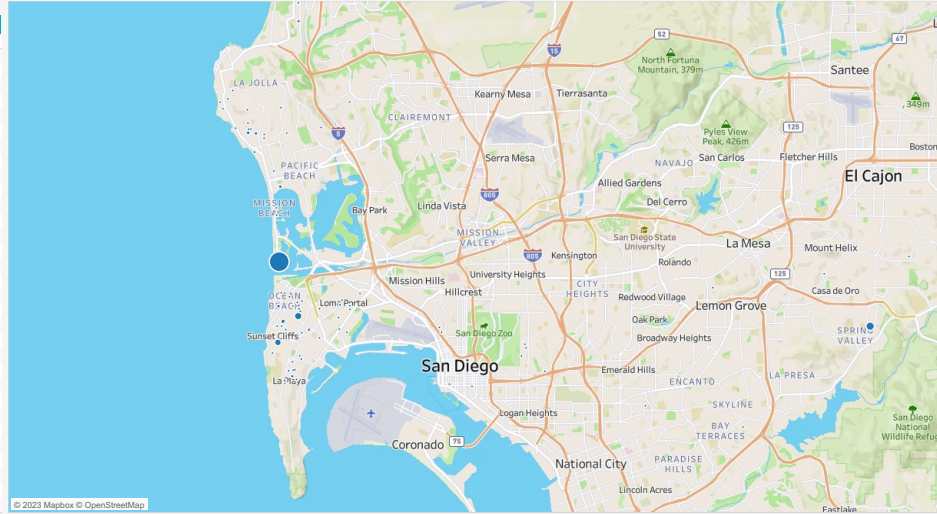 52
67
15
North Fortuna
Mountain, 379m
Santee
LA JOLLA
Kearny Mesa
Tierrasanta
, 349m
CLAIREMONT
5
Pyles View
Peak, 426m
125
Serra Mesa
NAVAJO
San Carlos
Fletcher Hills
Boston
PACIFIC
BEACH
El Cajon
Allied Gardens
805
Del Cerro
MISSION
BEACH
Bay Park
Linda Vista
MISSION
VALLEY
San Diego State
University
La Mesa
Mount Helix
805
Kensington
Rolando
University Heights
125
Mission Hills
CITY
HEIGHTS
Hillcrest
Casa de Oro
Redwood Village
OCEAN
BEACH
Loma Portal
Lemon Grove
Oak Park
San Diego Zoo
SPRING
VALLEY
Sunset Cliffs
Broadway Heights
San Diego
Emerald Hills
LA PRESA
La Playa
ENCANTO
SKYLINE
Logan Heights
San Diego
National
Wildlife Refug
BAY
TERRACES
Coronado
75
National City
PARADISE
HILLS
Lincoln Acres
© 2023 Mapbox © OpenStreetMap
Eastlake